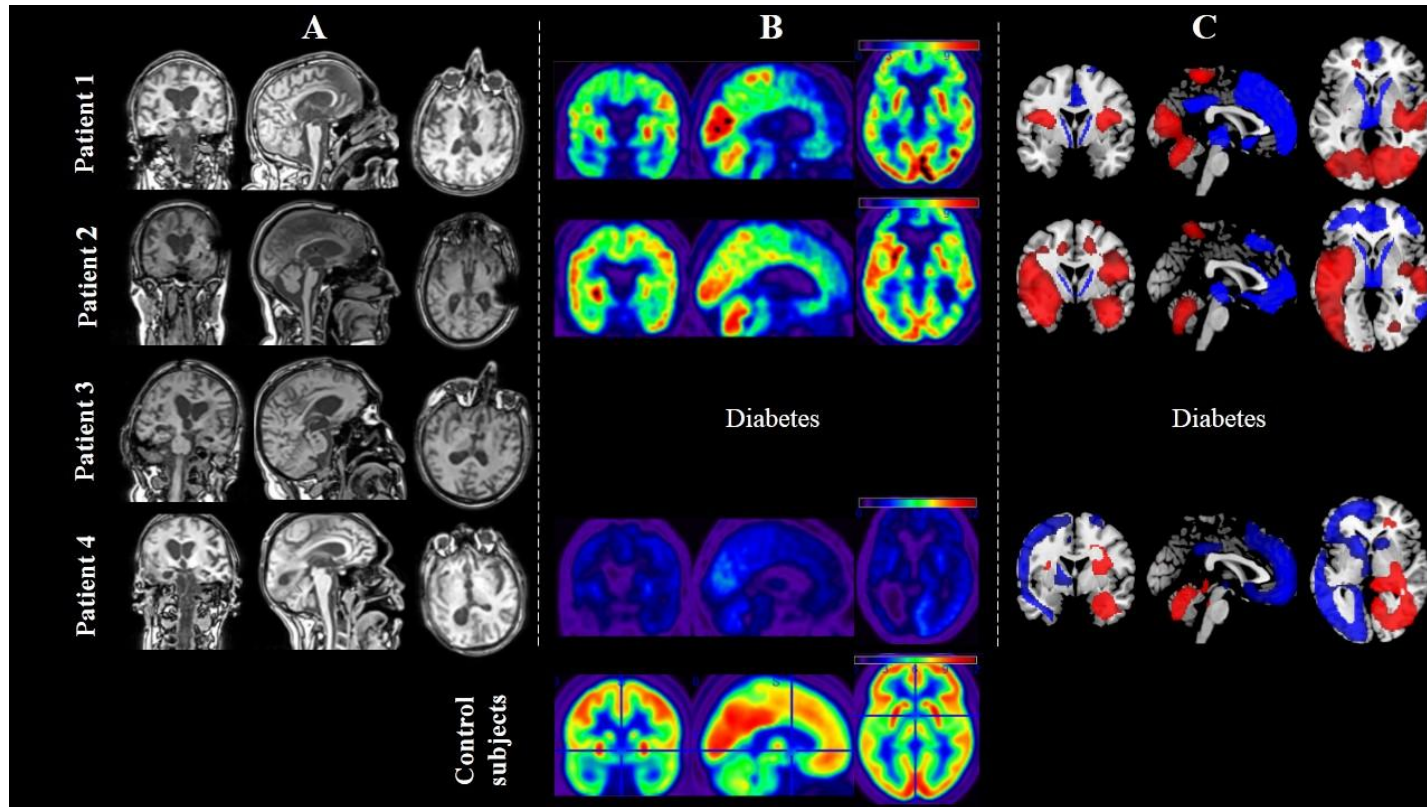 A
B
C
Patient 1
Patient 2
Patient 3
Diabetes
Diabetes
Patient 4
Control
subjects